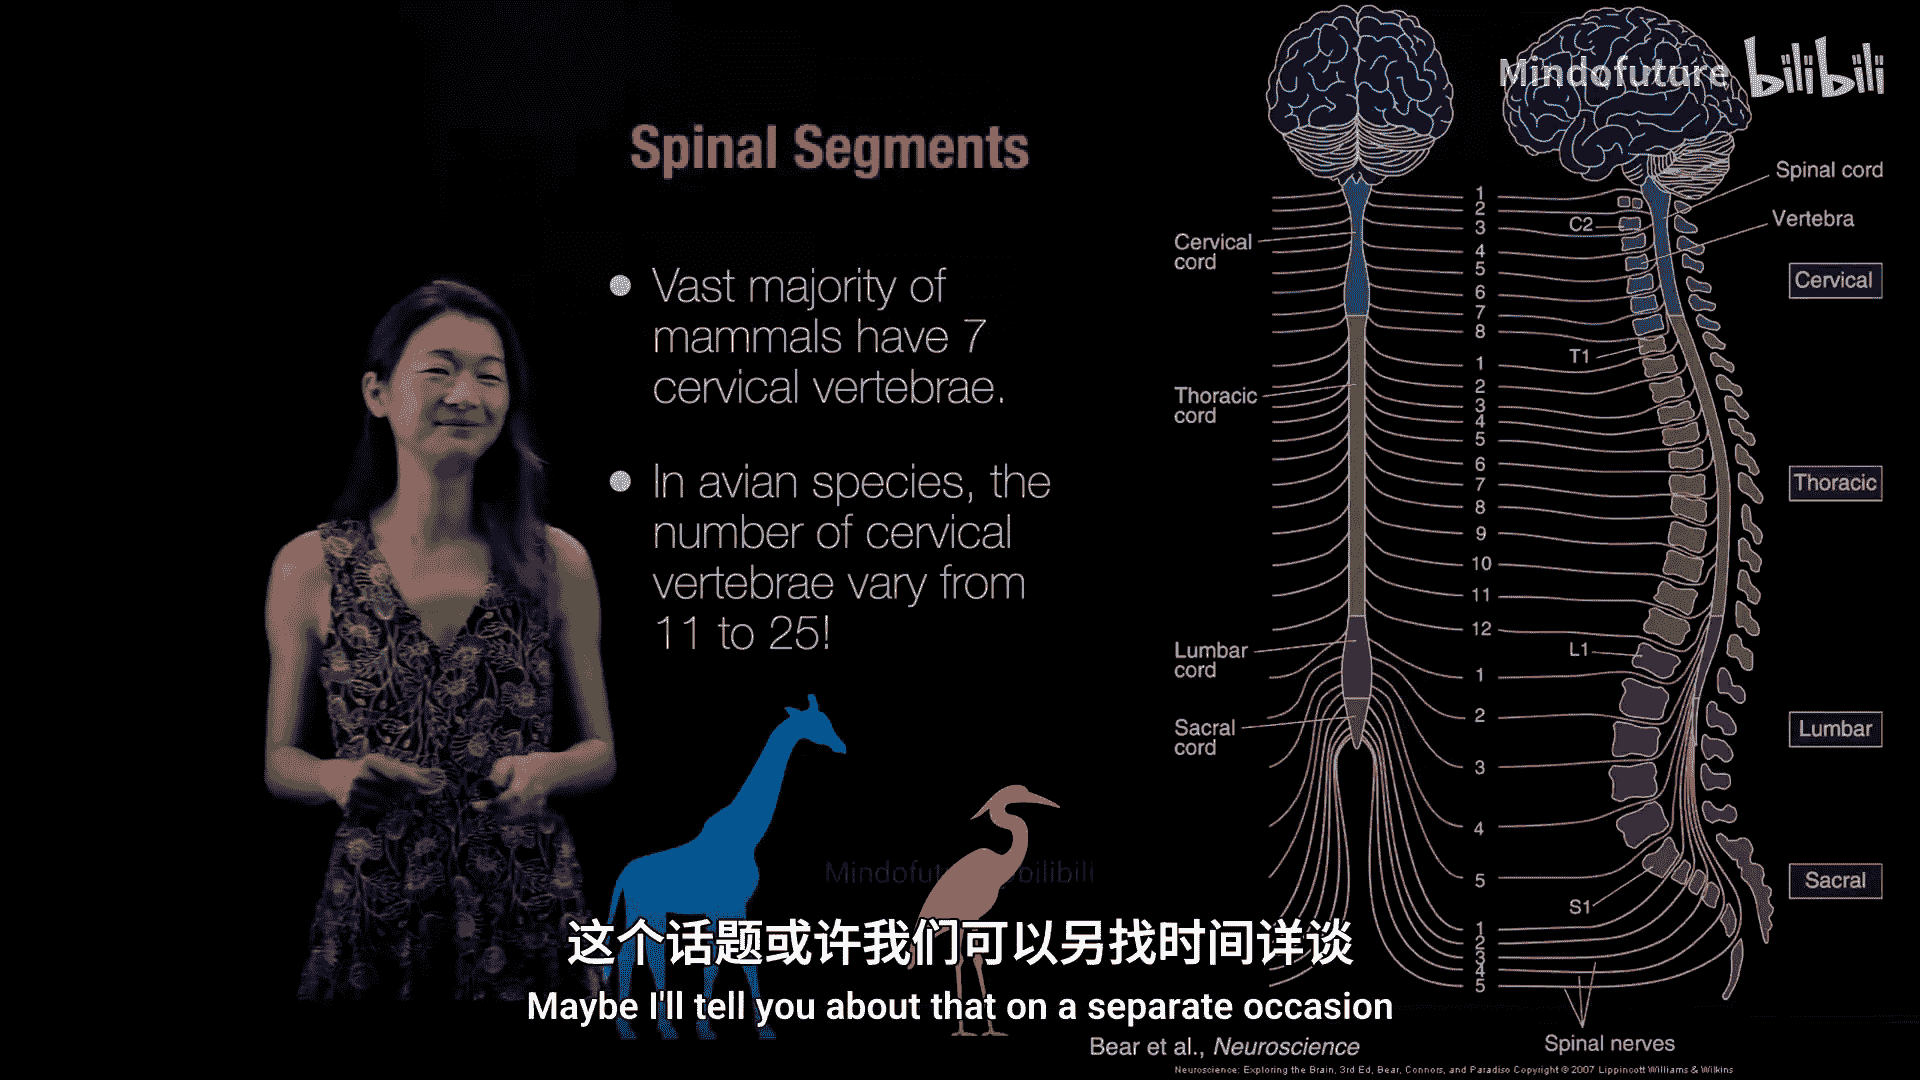 Mindofuture bilibili
Spinal Segments
Vast majority of
mammals have 7
cervical vertebrae.
In avian species, the
number of cervical
vertebrae vary from
11 to 25!
Cervical
cord
Thoracic
cord
Lumbar
cord
Sacral
cord
1
2
3
4
5
6
7
8
1
2
3
4
5
6
7
8
9
10
11
12
1
2
3
4
5
1
2
3
4
5
C2
T1
L1
S1
Spinal cord
Vertebra
Cervical
Thoracic
Lumbar
Sacral
Spinal nerves
这个话题或许我们可以另找时间详谈
Maybe I'll tell you about that on a separate occasion
Bear et al., Neuroscience
Neuroscience: Exploring the Brain, 3rd Ed, Bear, Connors, and Paradiso Copyright © 2007 Lippincott Williams & Wilkins